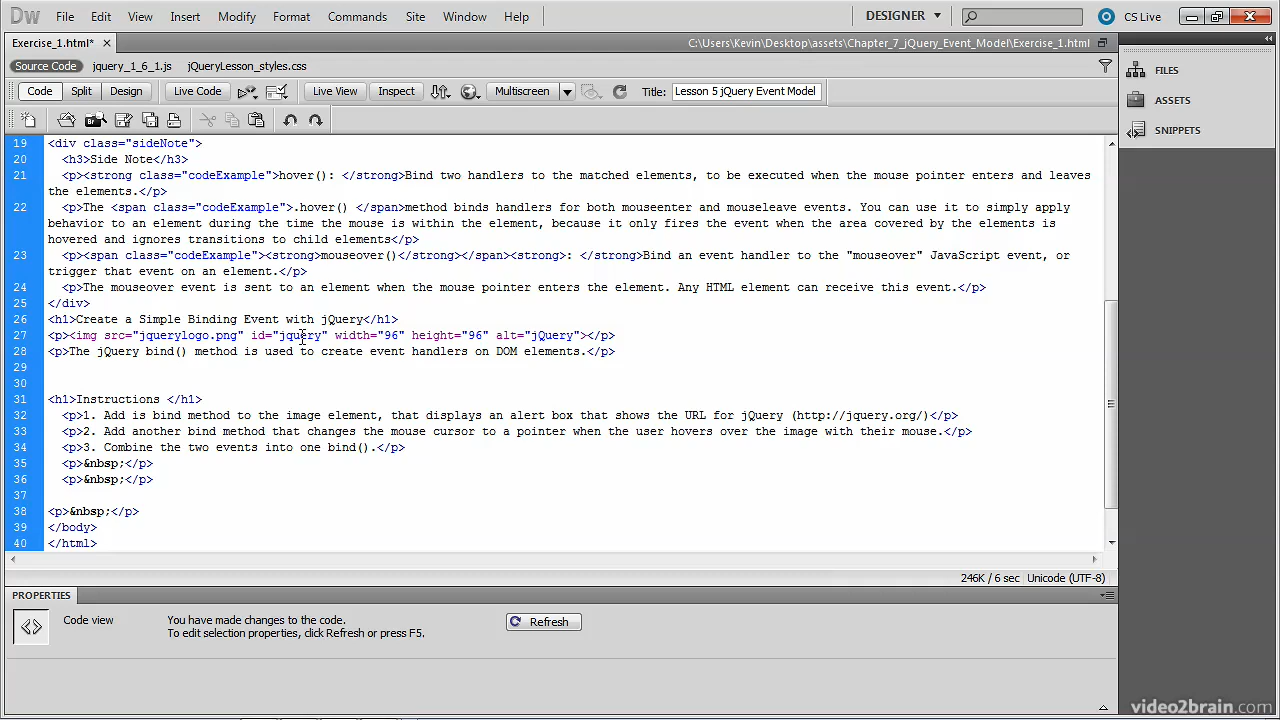 Dw File Edit View Insert Modify Format Commands Site Window Help DESIGNER CS Live
Exercise_1.html* C:\Users\Kevin\Desktop\assets\Chapter_7_jQuery_Event_Model\Exercise_1.html
Source Code jquery_1_6_1.js jQueryLesson_styles.css
Code Split Design Live Code Live View Inspect Multiscreen Title: Lesson 5 jQuery Event Model
FILES
ASSETS
SNIPPETS
19 <div class="sideNote">
20 <h3>Side Note</h3>
21 <p><strong class="codeExample">hover(): </strong>Bind two handlers to the matched elements, to be executed when the mouse pointer enters and leaves
the elements.</p>
22 <p>The <span class="codeExample">.hover() </span>method binds handlers for both mouseenter and mouseleave events. You can use it to simply apply
behavior to an element during the time the mouse is within the element, because it only fires the event when the area covered by the elements is
hovered and ignores transitions to child elements</p>
23 <p><span class="codeExample"><strong>mouseover()</strong></span><strong>: </strong>Bind an event handler to the "mouseover" JavaScript event, or
trigger that event on an element.</p>
24 <p>The mouseover event is sent to an element when the mouse pointer enters the element. Any HTML element can receive this event.</p>
25 </div>
26 <h1>Create a Simple Binding Event with jQuery</h1>
27 <p><img src="jquerylogo.png" id="jquery" width="96" height="96" alt="jQuery"></p>
28 <p>The jQuery bind() method is used to create event handlers on DOM elements.</p>
29
30
31 <h1>Instructions </h1>
32 <p>1. Add is bind method to the image element, that displays an alert box that shows the URL for jQuery (http://jquery.org/)</p>
33 <p>2. Add another bind method that changes the mouse cursor to a pointer when the user hovers over the image with their mouse.</p>
34 <p>3. Combine the two events into one bind().</p>
35 <p>&nbsp;</p>
36 <p>&nbsp;</p>
37
38 <p>&nbsp;</p>
39 </body>
40 </html>
246K / 6 sec Unicode (UTF-8)
PROPERTIES
Code view You have made changes to the code.
To edit selection properties, click Refresh or press F5.
Refresh
video2brain.com